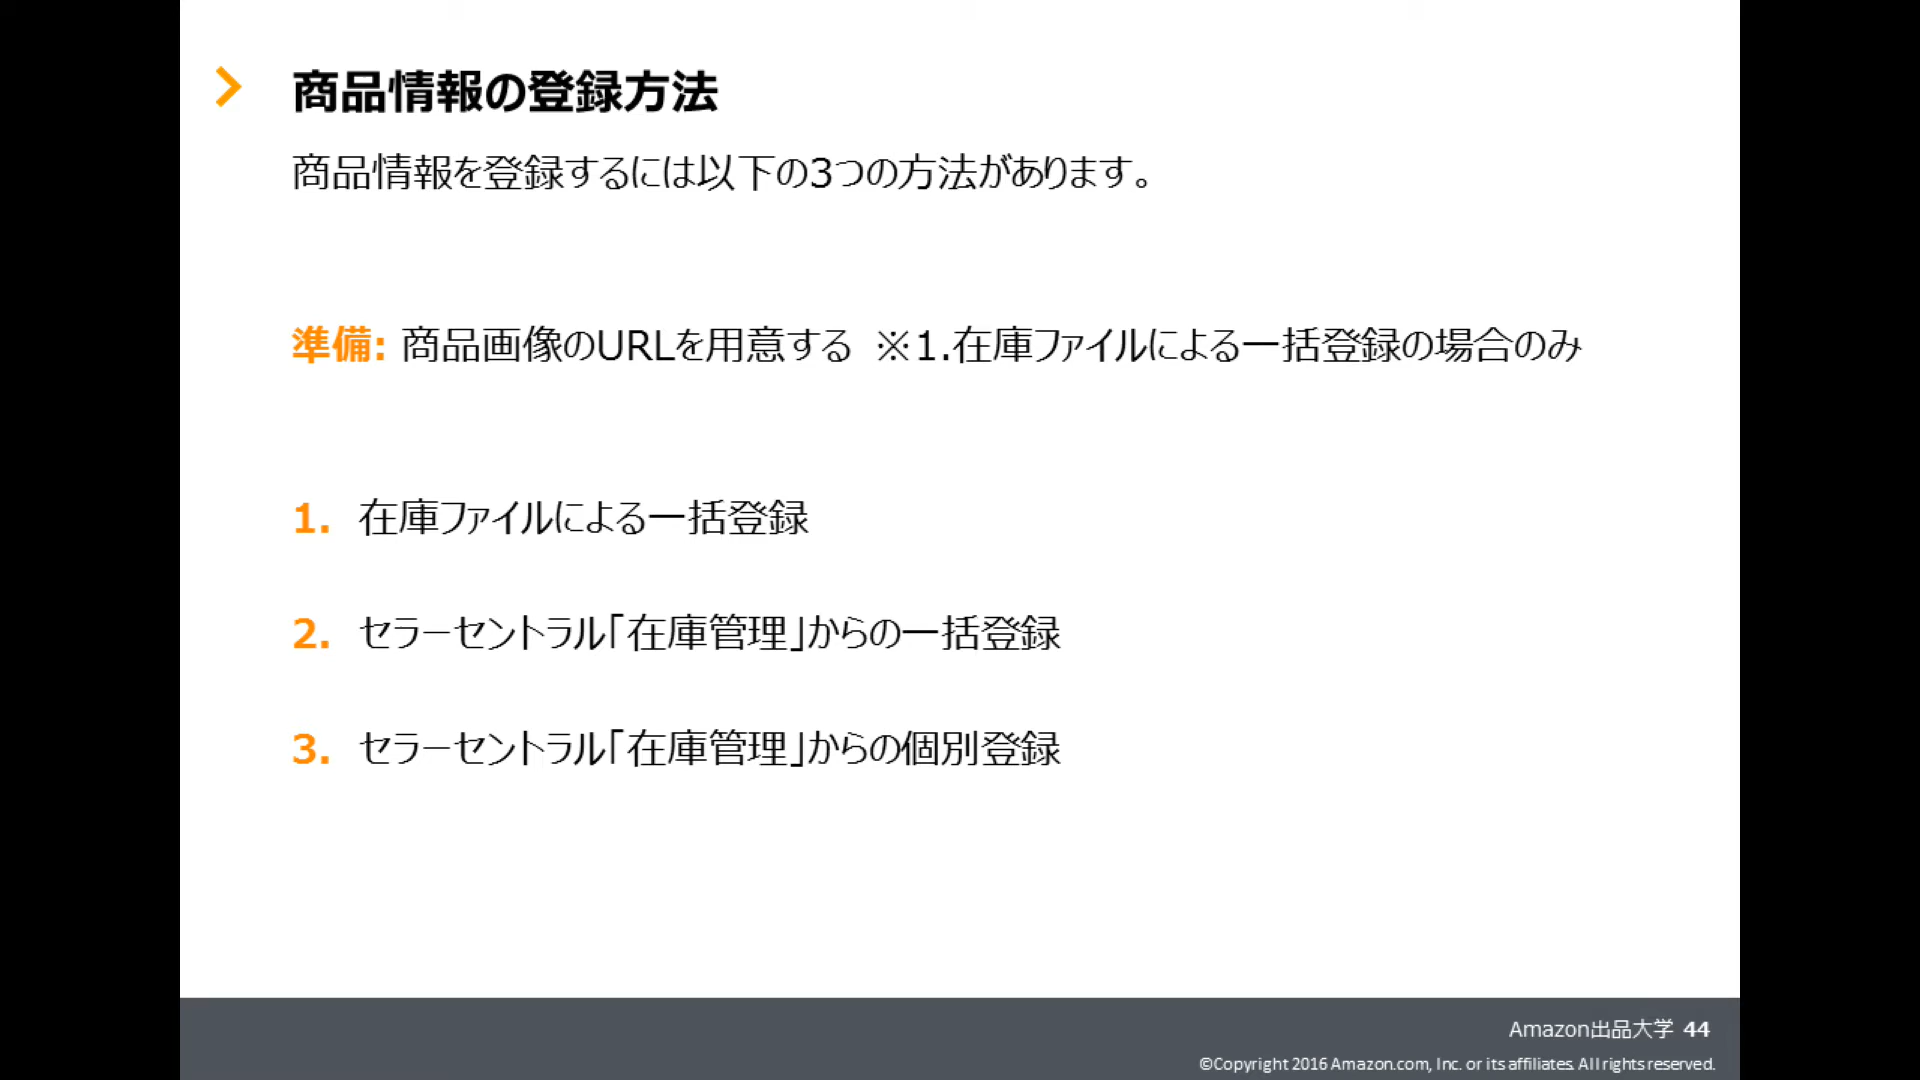 商品情報の登録方法
商品情報を登録するには以下の3つの方法があります。
準備: 商品画像のURLを用意する ※1.在庫ファイルによる一括登録の場合のみ
1. 在庫ファイルによる一括登録
2. セラーセントラル「在庫管理」からの一括登録
3. セラーセントラル「在庫管理」からの個別登録
Amazon出品大学 44
©Copyright 2016 Amazon.com, Inc. or its affiliates. All rights reserved.